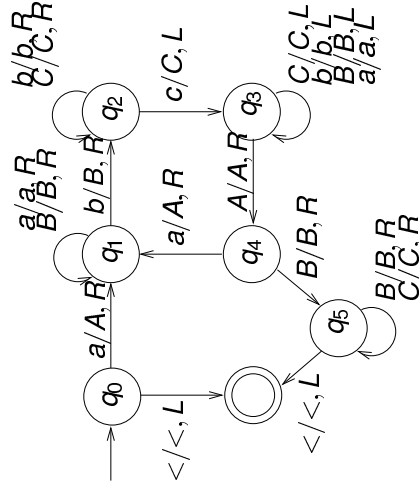 a/a, R
B/B, R
b/b, R
C/C, R
a/A, R
b/B, R
q0
q1
q2
</<, L
a/A, R
c/C, L
A/A, R
q4
q3
C/C, L
b/b, L
B/B, L
a/a, L
</<, L
B/B, R
q5
B/B, R
C/C, R